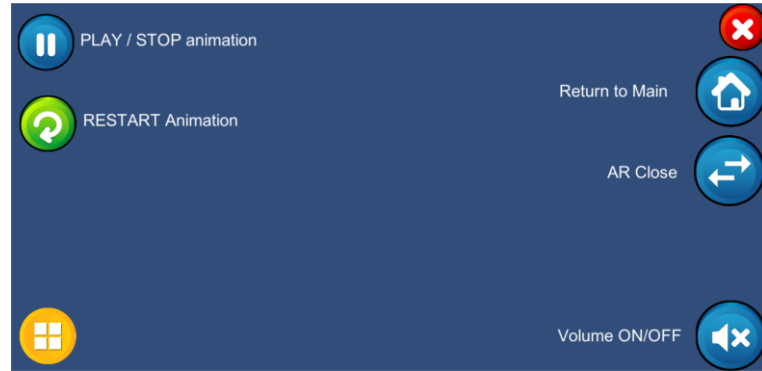 PLAY / STOP animation
Return to Main
RESTART Animation
AR Close
Volume ON/OFF